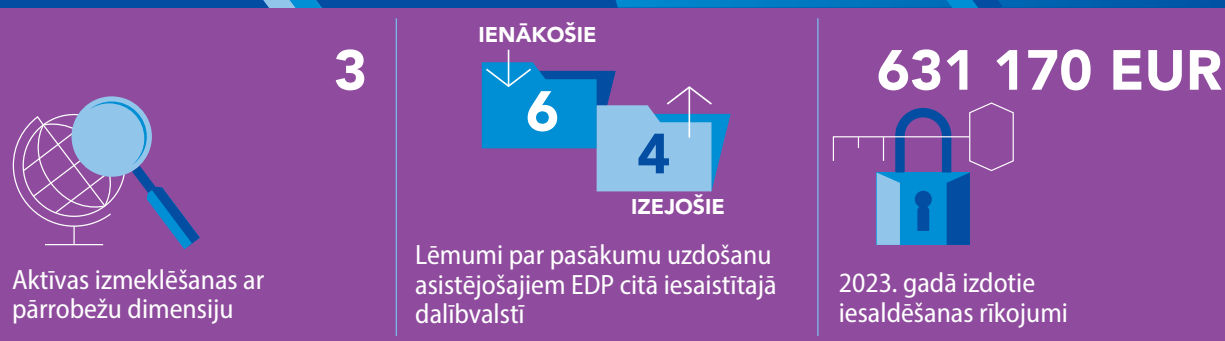 3
Aktīvas izmeklēšanas ar
pārrobežu dimensiju
IENĀKOŠIE
6
4
IZEJOŠIE
Lēmumi par pasākumu uzdošanu
asistējošajiem EDP citā iesaistītajā
dalībvalstī
631 170 EUR
2023. gadā izdotie
iesaldēšanas rīkojumi